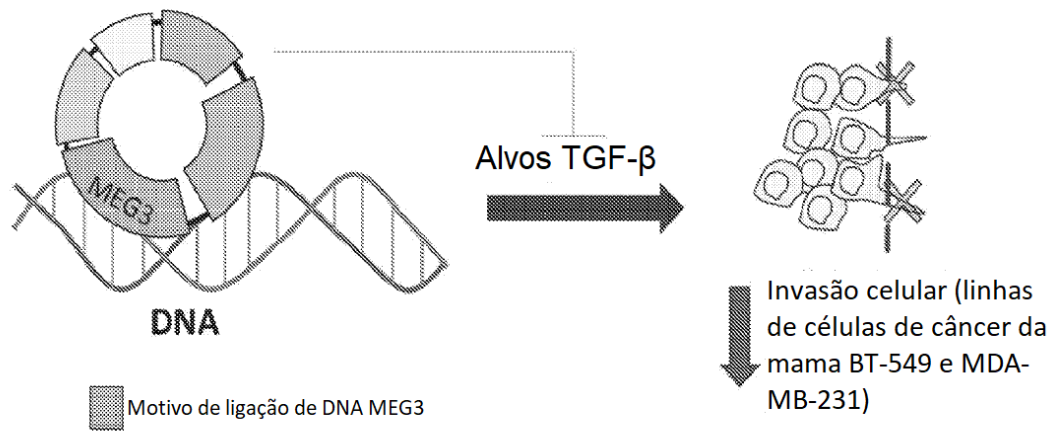 MEG3
DNA
Alvos TGF-β
Invasão celular (linhas
de células de câncer da
mama BT-549 e MDA-
MB-231)
Motivo de ligação de DNA MEG3